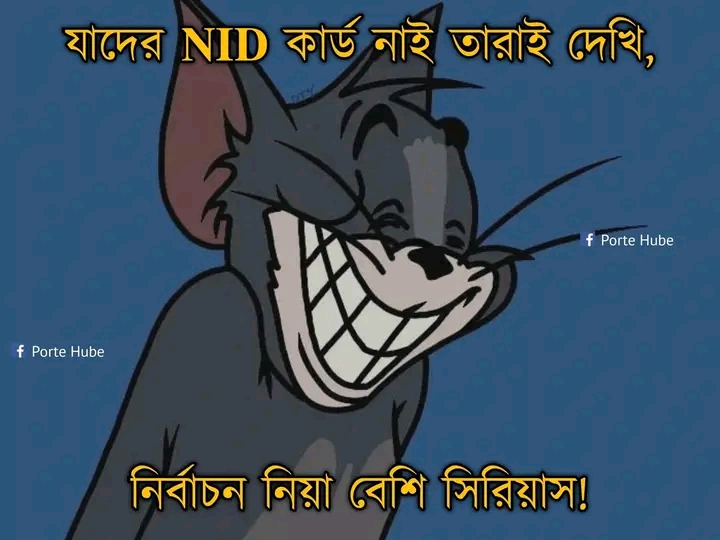 যাদের NID কার্ড নাই তারাই দেখি,
f Porte Hube
f Porte Hube
নির্বাচন নিয়া বেশি সিরিয়াস!